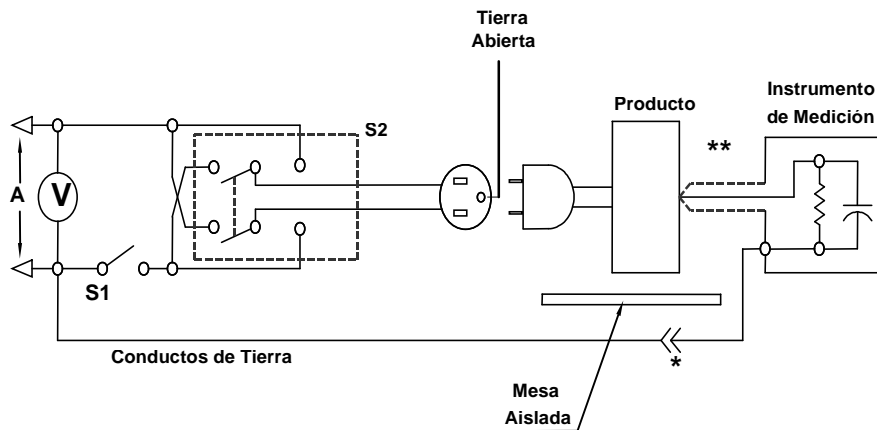 Tierra
Abierta
Producto
Instrumento
de Medición
S2
**
A
V
S1
Conductos de Tierra
*
Mesa
Aislada